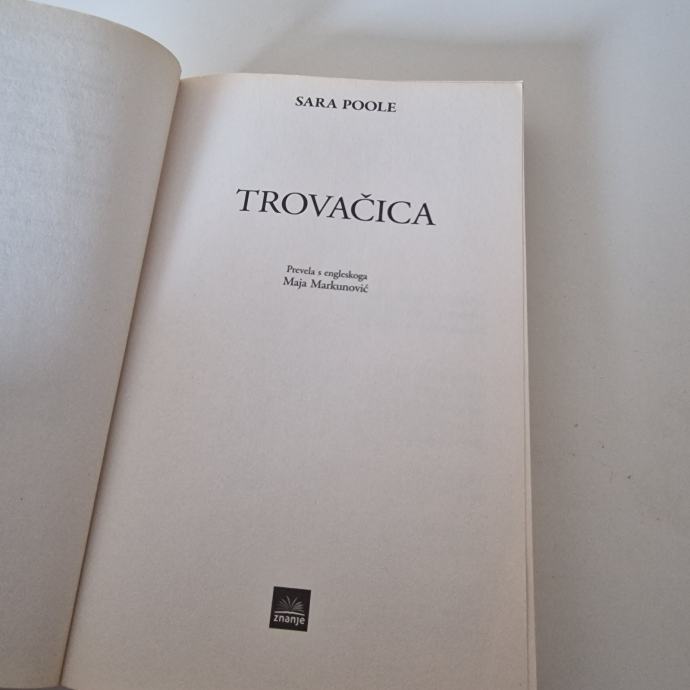 SARA POOLE
TROVAČICA
Prevela s engleskoga
Maja Markunović
znanje